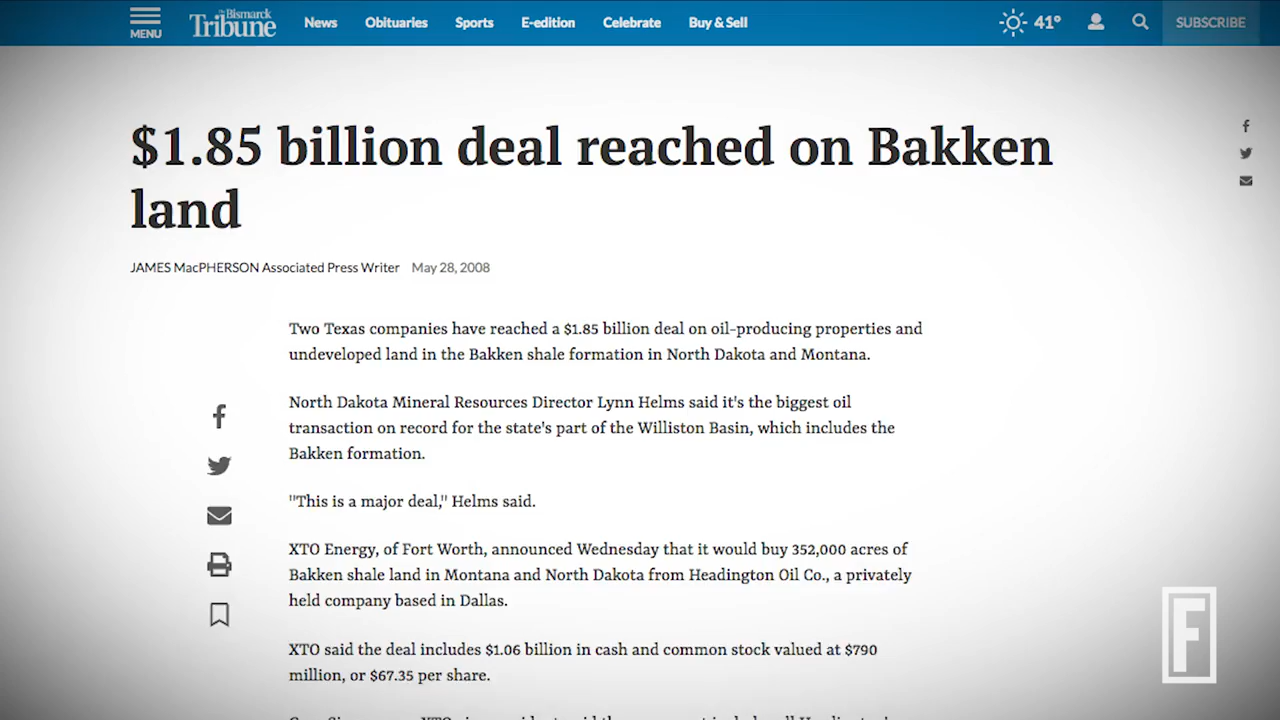 MENU
The Bismarck
Tribune
News
Obituaries
Sports
E-edition
Celebrate
Buy & Sell
41°
SUBSCRIBE
$1.85 billion deal reached on Bakken
land
JAMES MacPHERSON Associated Press Writer May 28, 2008
Two Texas companies have reached a $1.85 billion deal on oil-producing properties and
undeveloped land in the Bakken shale formation in North Dakota and Montana.
North Dakota Mineral Resources Director Lynn Helms said it's the biggest oil
transaction on record for the state's part of the Williston Basin, which includes the
Bakken formation.
"This is a major deal," Helms said.
XTO Energy, of Fort Worth, announced Wednesday that it would buy 352,000 acres of
Bakken shale land in Montana and North Dakota from Headington Oil Co., a privately
held company based in Dallas.
XTO said the deal includes $1.06 billion in cash and common stock valued at $790
million, or $67.35 per share.
F